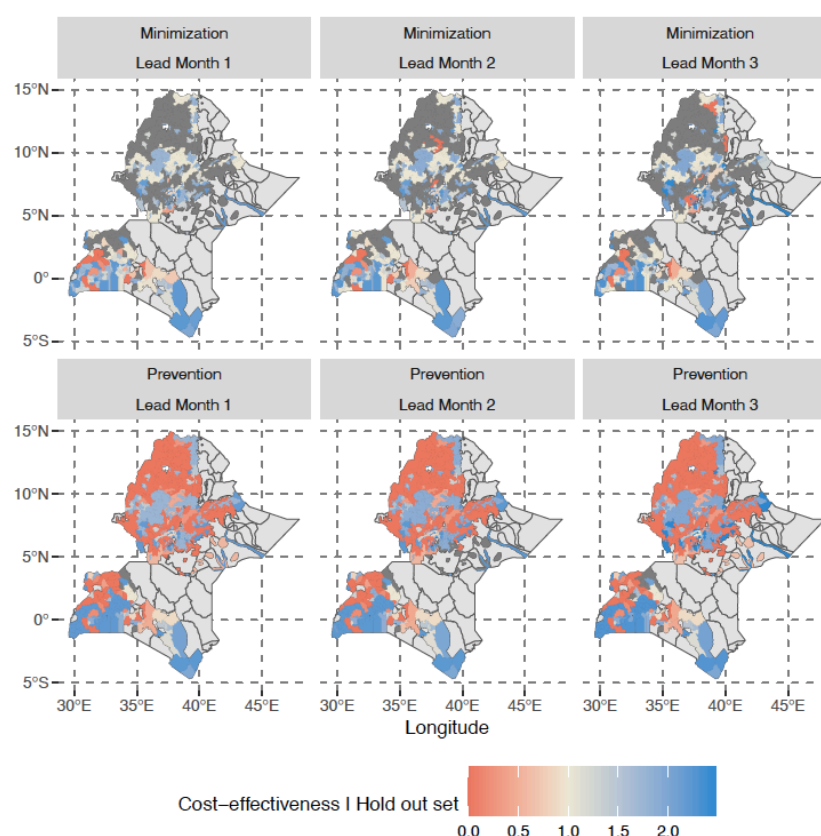 Minimization
Lead Month 1
Minimization
Lead Month 2
Minimization
Lead Month 3
15°N
10°N
5°N
0°
5°S
Prevention
Lead Month 1
Prevention
Lead Month 2
Prevention
Lead Month 3
15°N
10°N
5°N
0°
5°S
30°E 35°E 40°E 45°E
30°E 35°E 40°E 45°E
30°E 35°E 40°E 45°E
Longitude
Cost–effectiveness | Hold out set
0.0 0.5 1.0 1.5 2.0